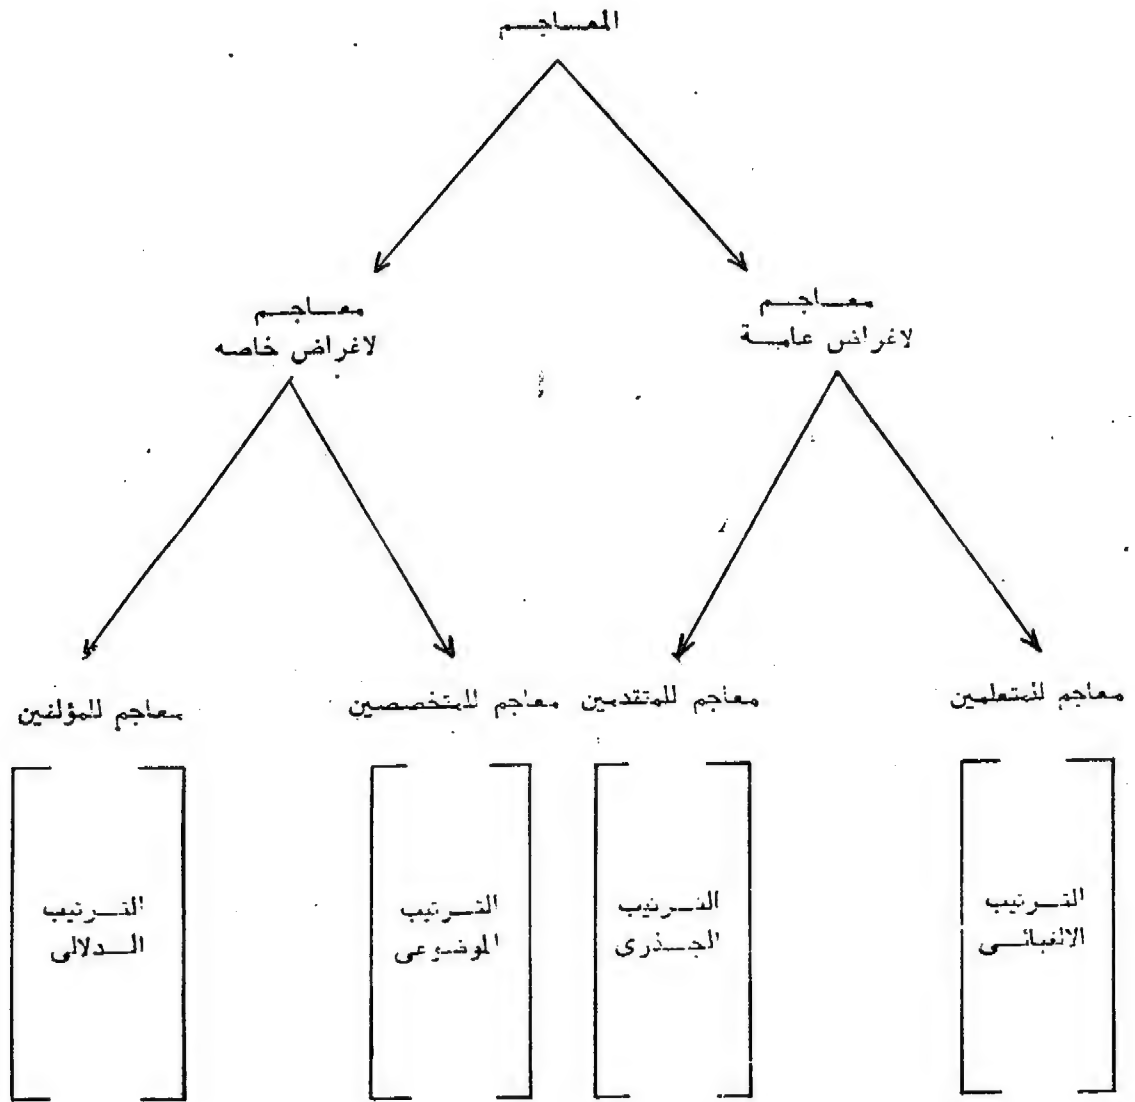 المعاجم
معاجم
لاغراض عامة
معاجم
لاغراض خاصه
معاجم للمتعلمين
معاجم للمتقدمين
معاجم للمتخصصين
معاجم للمؤلفين
الترتيب
الالفبائى
الترتيب
الجذرى
الترتيب
الموضوعى
الترتيب
الدلالى